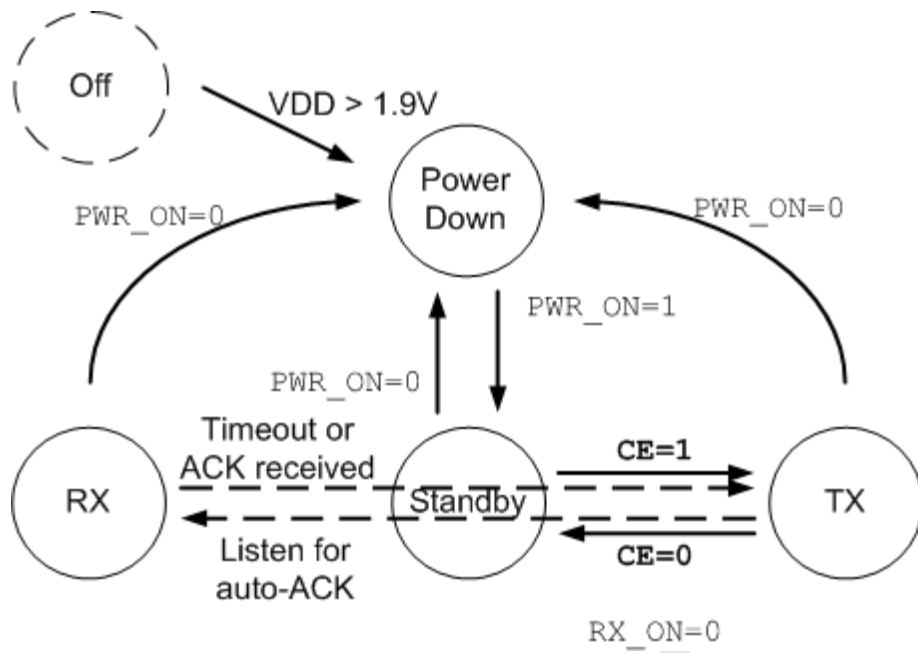 Off
VDD > 1.9V
Power
Down
PWR_ON=0
PWR_ON=0
PWR_ON=1
PWR_ON=0
Timeout or
ACK received
CE=1
RX
Standby
TX
Listen for
auto-ACK
CE=0
RX_ON=0